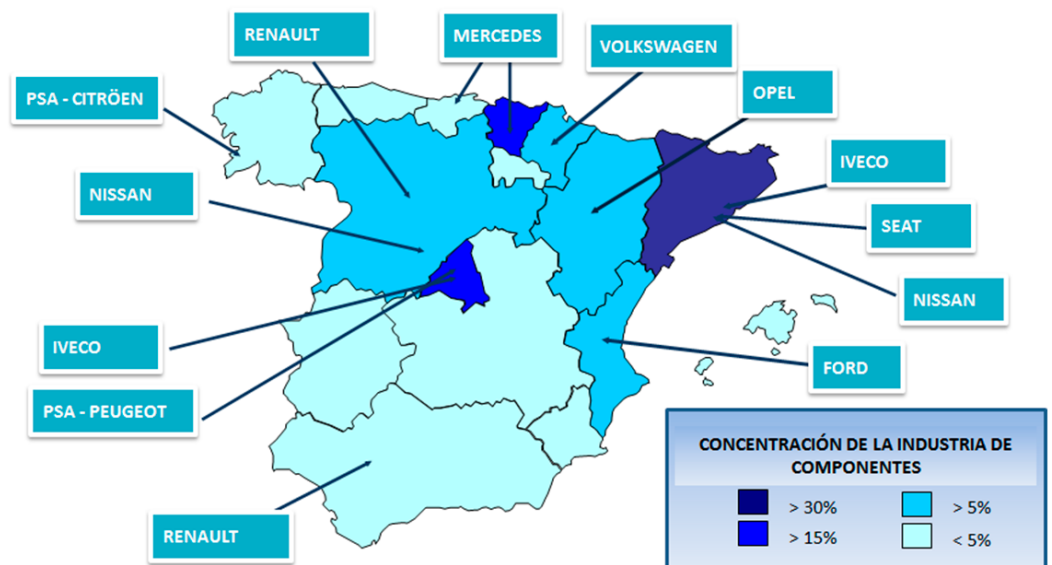 RENAULT
MERCEDES
VOLKSWAGEN
PSA - CITRÖEN
OPEL
NISSAN
IVECO
SEAT
NISSAN
IVECO
FORD
PSA - PEUGEOT
RENAULT
CONCENTRACIÓN DE LA INDUSTRIA DE
COMPONENTES
> 30%
> 5%
> 15%
< 5%